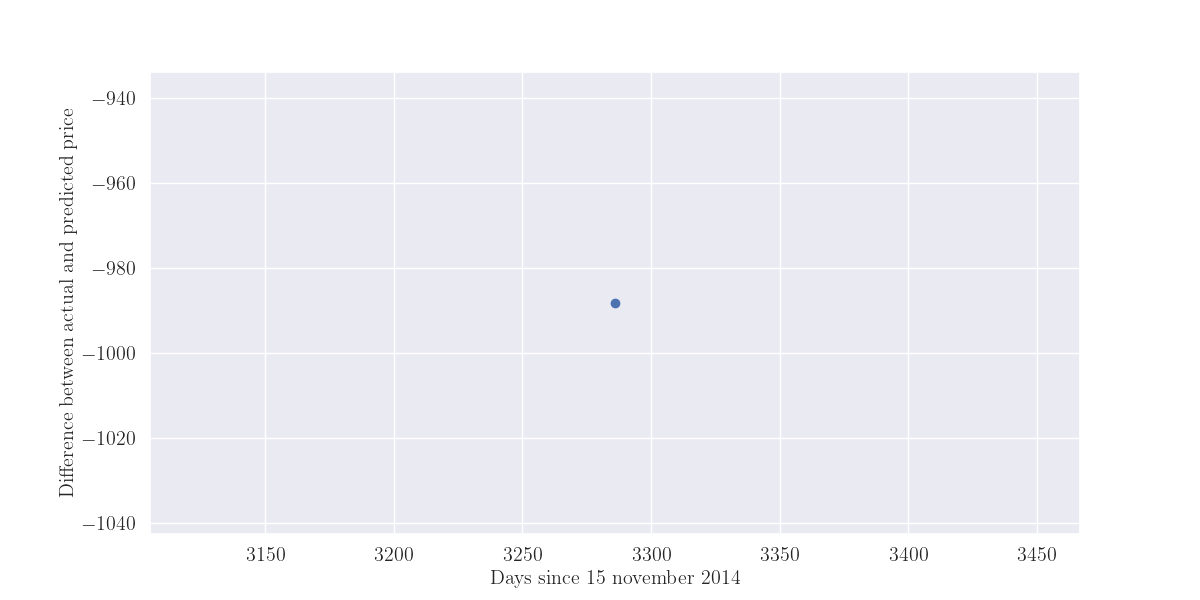 Difference between actual and predicted price
−940
−960
−980
−1000
−1020
−1040
3150 3200 3250 3300 3350 3400 3450
Days since 15 november 2014